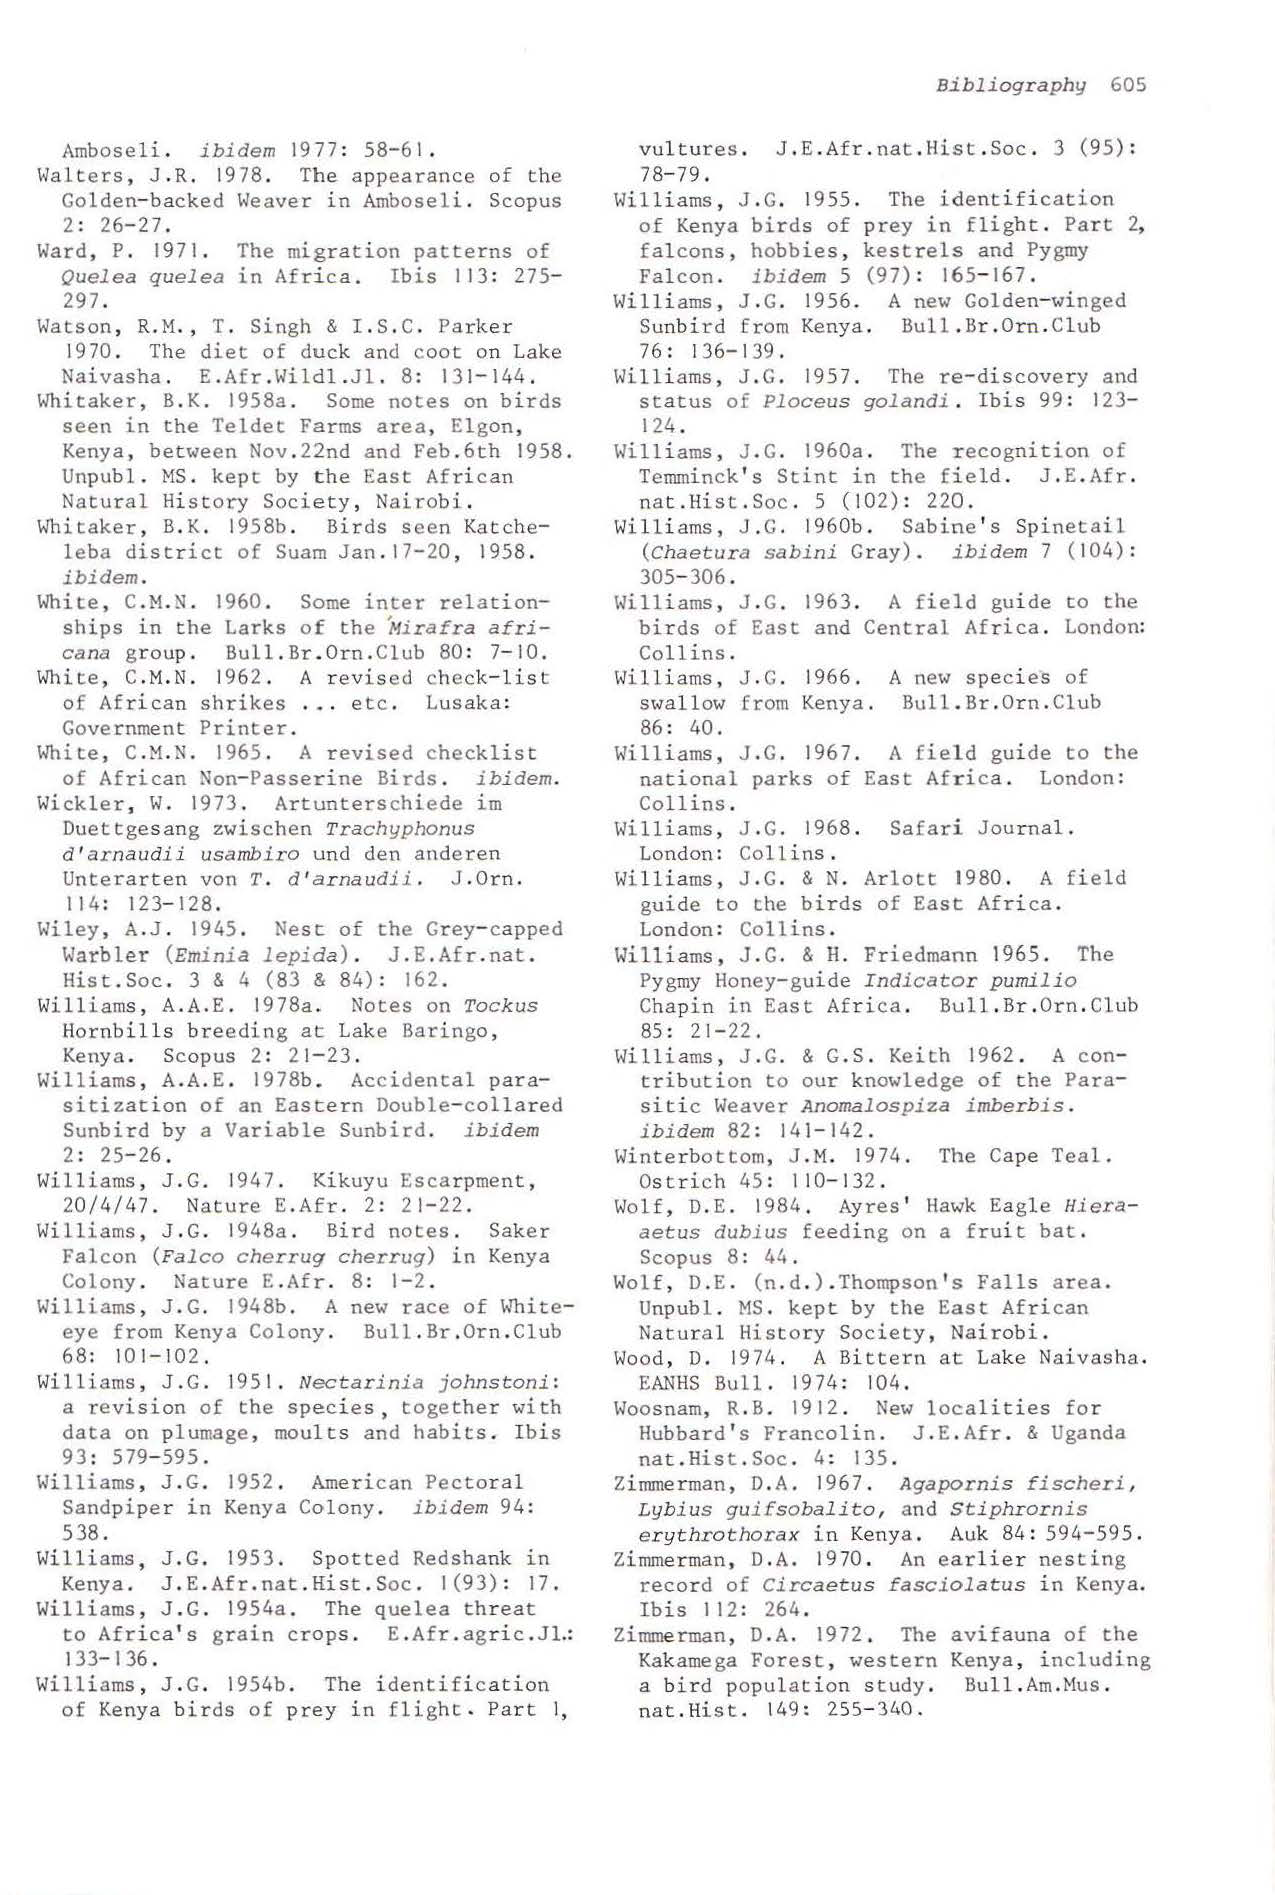 Bibliography 605
Amboseli. ibidem 1977: 58-61.
Walters, J.R. 1978. The appearance of the
Golden-backed Weaver in Amboseli. Scopus
2: 26-27.
Ward, P. 1971. The migration patterns of
Quelea quelea in Africa. Ibis 113: 275-
297.
Watson, R.M., T. Singh & I.S.C. Parker
1970. The diet of duck and coot on Lake
Naivasha. E.Afr.Wildl.Jl. 8: 131-144.
Whitaker, B.K. 1958a. Some notes on birds
seen in the Teldet Farms area, Elgon,
Kenya, between Nov.22nd and Feb.6th 1958.
Unpubl. MS. kept by the East African
Natural History Society, Nairobi.
Whitaker, B.K. 1958b. Birds seen Katche-
leba district of Suam Jan.17-20, 1958.
ibidem.
White, C.M.N. 1960. Some inter relation-
ships in the Larks of the Mirafra afri-
cana group. Bull.Br.Orn.Club 80: 7-10.
White, C.M.N. 1962. A revised check-list
of African shrikes ... etc. Lusaka:
Government Printer.
White, C.M.N. 1965. A revised checklist
of African Non-Passerine Birds. ibidem.
Wickler, W. 1973. Artunterschiede im
Duettgesang zwischen Trachyphonus
d'arnaudii usambiro und den anderen
Unterarten von T. d'arnaudii. J.Orn.
114: 123-128.
Wiley, A.J. 1945. Nest of the Grey-capped
Warbler (Eminia lepida). J.E.Afr.nat.
Hist.Soc. 3 & 4 (83 & 84): 162.
Williams, A.A.E. 1978a. Notes on Tockus
Hornbills breeding at Lake Baringo,
Kenya. Scopus 2: 21-23.
Williams, A.A.E. 1978b. Accidental para-
sitization of an Eastern Double-collared
Sunbird by a Variable Sunbird. ibidem
2: 25-26.
Williams, J.G. 1947. Kikuyu Escarpment,
20/4/47. Nature E.Afr. 2: 21-22.
Williams, J.G. 1948a. Bird notes. Saker
Falcon (Falco cherrug cherrug) in Kenya
Colony. Nature E.Afr. 8: 1-2.
Williams, J.G. 1948b. A new race of White-
eye from Kenya Colony. Bull.Br.Orn.Club
68: 101-102.
Williams, J.G. 1951. Nectarinia johnstoni:
a revision of the species, together with
data on plumage, moults and habits. Ibis
93: 579-595.
Williams, J.G. 1952. American Pectoral
Sandpiper in Kenya Colony. ibidem 94:
538.
Williams, J.G. 1953. Spotted Redshank in
Kenya. J.E.Afr.nat.Hist.Soc. 1(93): 17.
Williams, J.G. 1954a. The quelea threat
to Africa's grain crops. E.Afr.agric.Jl.:
133-136.
Williams, J.G. 1954b. The identification
of Kenya birds of prey in flight. Part 1,
vultures. J.E.Afr.nat.Hist.Soc. 3 (95):
78-79.
Williams, J.G. 1955. The identification
of Kenya birds of prey in flight. Part 2,
falcons, hobbies, kestrels and Pygmy
Falcon. ibidem 5 (97): 165-167.
Williams, J.G. 1956. A new Golden-winged
Sunbird from Kenya. Bull.Br.Orn.Club
76: 136-139.
Williams, J.G. 1957. The re-discovery and
status of Ploceus golandi. Ibis 99: 123-
124.
Williams, J.G. 1960a. The recognition of
Temminck's Stint in the field. J.E.Afr.
nat.Hist.Soc. 5 (102): 220.
Williams, J.G. 1960b. Sabine's Spinetail
(Chaetura sabini Gray). ibidem 7 (104):
305-306.
Williams, J.G. 1963. A field guide to the
birds of East and Central Africa. London:
Collins.
Williams, J.G. 1966. A new species of
swallow from Kenya. Bull.Br.Orn.Club
86: 40.
Williams, J.G. 1967. A field guide to the
national parks of East Africa. London:
Collins.
Williams, J.G. 1968. Safari Journal.
London: Collins.
Williams, J.G. & N. Arlott 1980. A field
guide to the birds of East Africa.
London: Collins.
Williams, J.G. & H. Friedmann 1965. The
Pygmy Honey-guide Indicator pumilio
Chapin in East Africa. Bull.Br.Orn.Club
85: 21-22.
Williams, J.G. & G.S. Keith 1962. A con-
tribution to our knowledge of the Para-
sitic Weaver Anomalospiza imberbis.
ibidem 82: 141-142.
Winterbottom, J.M. 1974. The Cape Teal.
Ostrich 45: 110-132.
Wolf, D.E. 1984. Ayres' Hawk Eagle Hiera-
aetus dubius feeding on a fruit bat.
Scopus 8: 44.
Wolf, D.E. (n.d.).Thompson's Falls area.
Unpubl. MS. kept by the East African
Natural History Society, Nairobi.
Wood, D. 1974. A Bittern at Lake Naivasha.
EANHS Bull. 1974: 104.
Woosnam, R.B. 1912. New localities for
Hubbard's Francolin. J.E.Afr. & Uganda
nat.Hist.Soc. 4: 135.
Zimmerman, D.A. 1967. Agapornis fischeri,
Lybius guifsobalito, and Stiphrornis
erythrothorax in Kenya. Auk 84: 594-595.
Zimmerman, D.A. 1970. An earlier nesting
record of Circaetus fasciolatus in Kenya.
Ibis 112: 264.
Zimmerman, D.A. 1972. The avifauna of the
Kakamega Forest, western Kenya, including
a bird population study. Bull.Am.Mus.
nat.Hist. 149: 255-340.